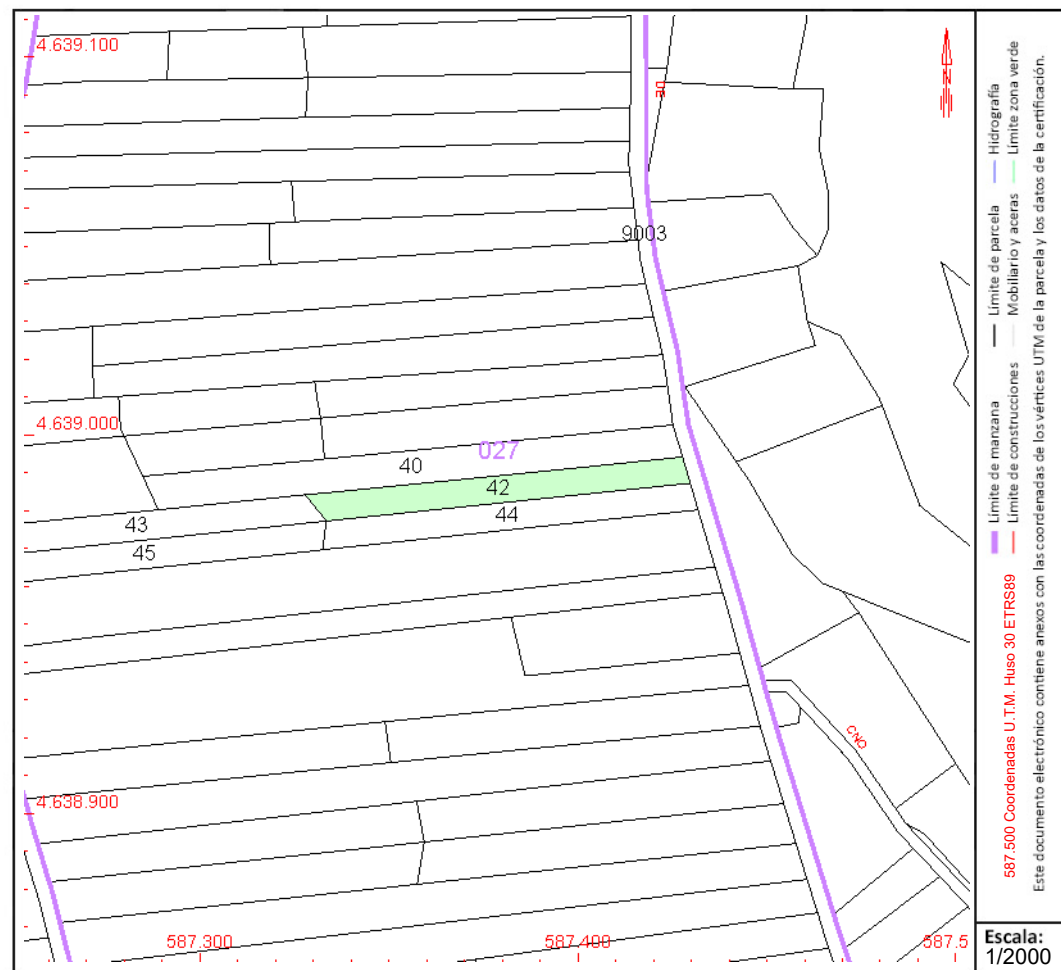 4.639.100
DE
N
9003
4.639.000
027
40
42
43
44
45
CNO
4.638.900
587.300
587.400
587.5
587.500 Coordenadas U.T.M. Huso 30 ETRS89
Límite de manzana
Límite de parcela
Hidrografía
Límite de construcciones
Mobiliario y aceras
Límite zona verde
Este documento electrónico contiene anexos con las coordenadas de los vértices UTM de la parcela y los datos de la certificación.
Escala:
1/2000